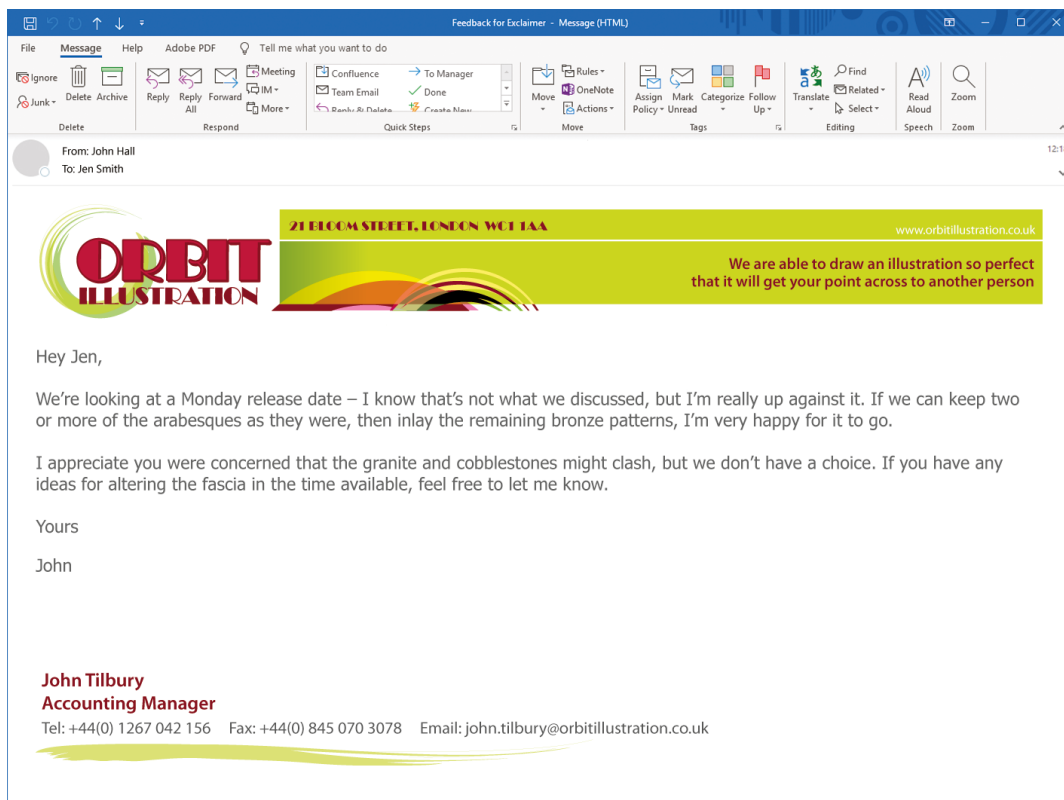 Feedback for Exclaimer - Message (HTML)
File Message Help Adobe PDF Tell me what you want to do
Ignore
Junk
Delete
Archive
Reply
Reply All
Forward
Meeting
IM
More
Confluence
To Manager
Team Email
Done
Reply & Delete
Create New
Move
Rules
OneNote
Actions
Assign Policy
Mark Unread
Categorize
Follow Up
Translate
Find
Related
Select
Read Aloud
Zoom
Delete
Respond
Quick Steps
Move
Tags
Editing
Speech
Zoom
From: John Hall
To: Jen Smith
ORBIT
ILLUSTRATION
21 BLOOM STREET, LONDON WC1 1AA
www.orbitillustration.co.uk
We are able to draw an illustration so perfect
that it will get your point across to another person
Hey Jen,
We're looking at a Monday release date – I know that's not what we discussed, but I'm really up against it. If we can keep two
or more of the arabesques as they were, then inlay the remaining bronze patterns, I'm very happy for it to go.
I appreciate you were concerned that the granite and cobblestones might clash, but we don't have a choice. If you have any
ideas for altering the fascia in the time available, feel free to let me know.
Yours
John
John Tilbury
Accounting Manager
Tel: +44(0) 1267 042 156 Fax: +44(0) 845 070 3078 Email: john.tilbury@orbitillustration.co.uk